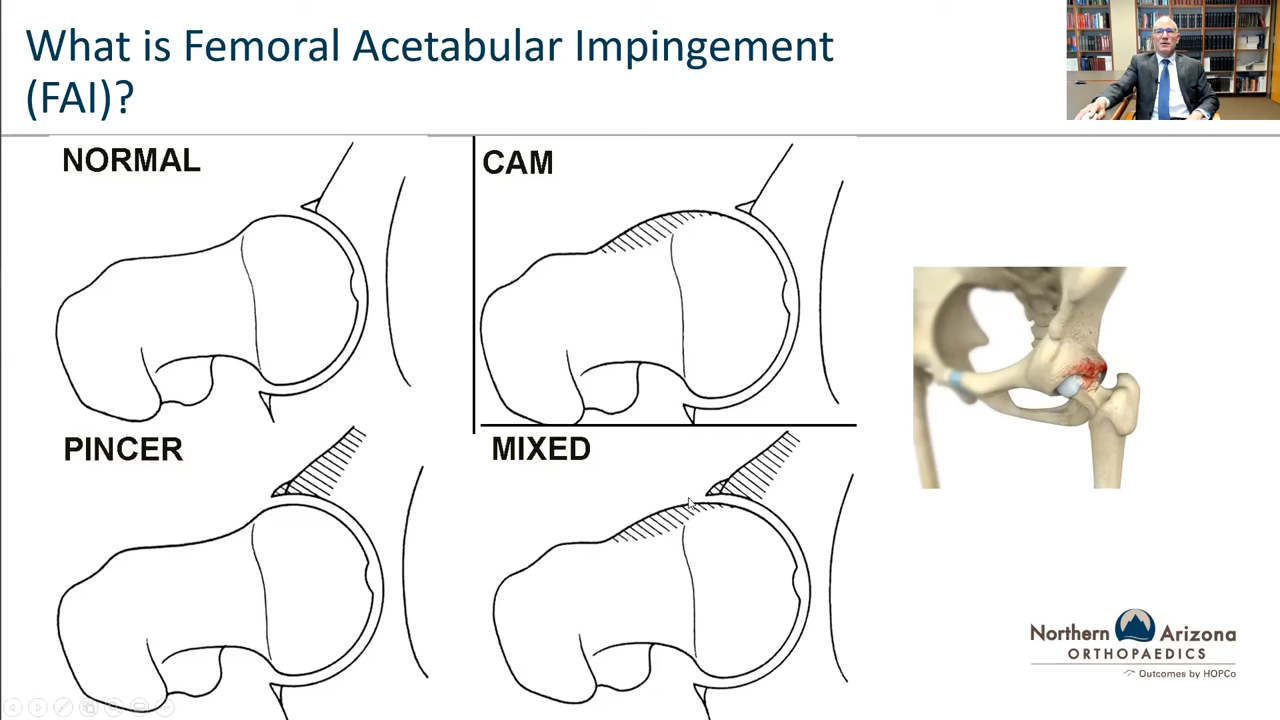 What is Femoral Acetabular Impingement
(FAI)?
NORMAL
CAM
PINCER
MIXED
Northern Arizona
ORTHOPAEDICS
Outcomes by HOPCo